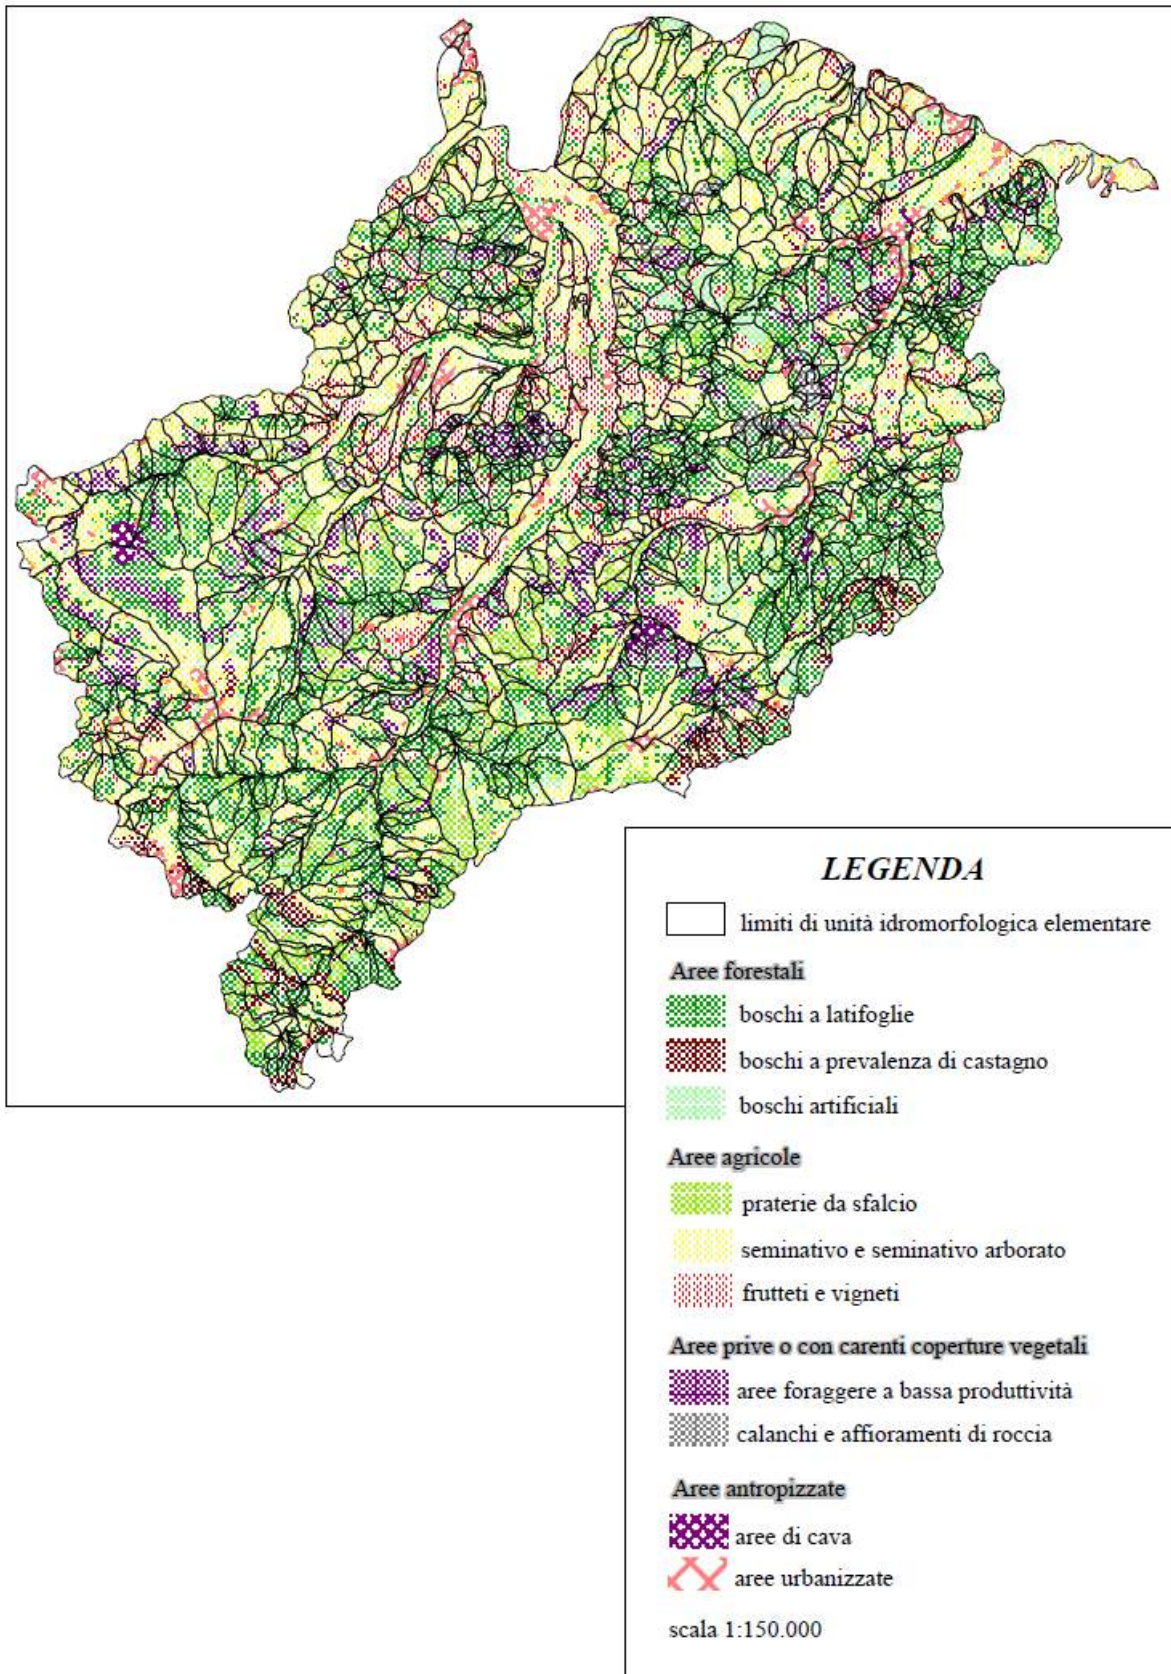 LEGENDA
limiti di unità idromorfologica elementare
Aree forestali
boschi a latifoglie
boschi a prevalenza di castagno
boschi artificiali
Aree agricole
praterie da sfalcio
seminativo e seminativo arborato
frutteti e vigneti
Aree prive o con carenti coperture vegetali
aree foraggere a bassa produttività
calanchi e affioramenti di roccia
Aree antropizzate
aree di cava
aree urbanizzate
scala 1:150.000